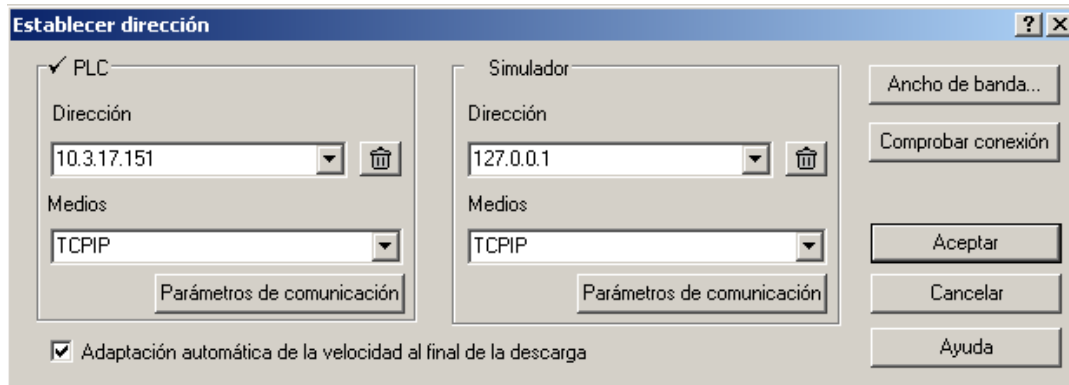 Establecer dirección
PLC
Dirección
10.3.17.151
Medios
TCPIP
Parámetros de comunicación
Simulador
Dirección
127.0.0.1
Medios
TCPIP
Parámetros de comunicación
Adaptación automática de la velocidad al final de la descarga
Ancho de banda...
Comprobar conexión
Aceptar
Cancelar
Ayuda